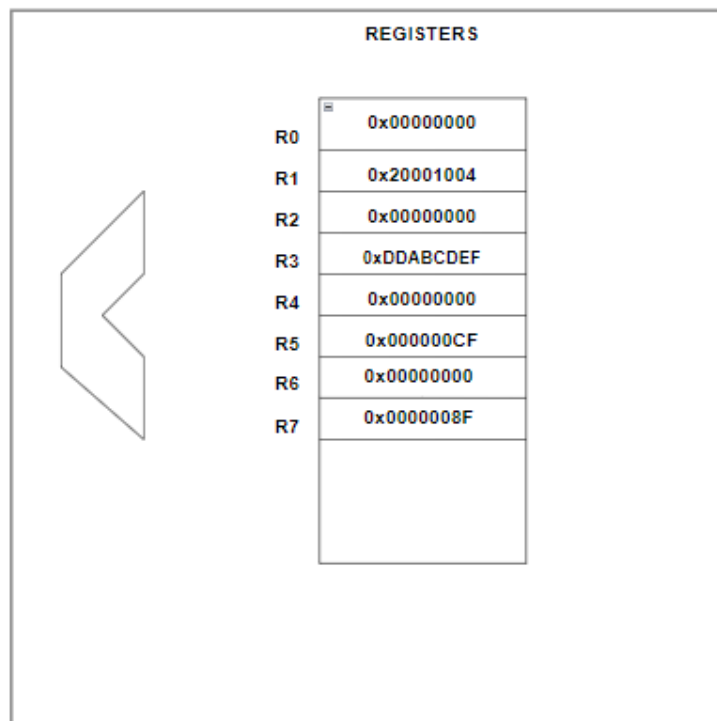 REGISTERS
R0 0x00000000
R1 0x20001004
R2 0x00000000
R3 0xDDABCDEF
R4 0x00000000
R5 0x000000CF
R6 0x00000000
R7 0x0000008F